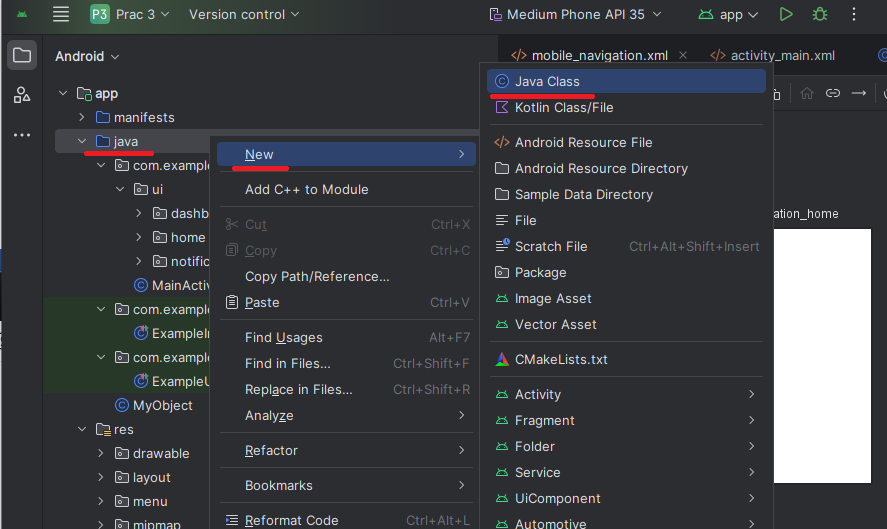 P3 Prac 3 Version control Medium Phone API 35 app
Android
mobile_navigation.xml activity_main.xml
app
manifests
java
com.example
ui
dashb
home
notific
MainActiv
com.example
ExampleIn
com.example
ExampleU
MyObject
res
drawable
layout
menu
mipmap
New
Add C++ to Module
Cut Ctrl+X
Copy Ctrl+C
Copy Path/Reference...
Paste Ctrl+V
Find Usages Alt+F7
Find in Files... Ctrl+Shift+F
Replace in Files... Ctrl+Shift+R
Analyze
Refactor
Bookmarks
Reformat Code Ctrl+Alt+L
Java Class
Kotlin Class/File
Android Resource File
Android Resource Directory
Sample Data Directory
File
Scratch File Ctrl+Alt+Shift+Insert
Package
Image Asset
Vector Asset
CMakeLists.txt
Activity
Fragment
Folder
Service
UiComponent
Automotive
ation_home